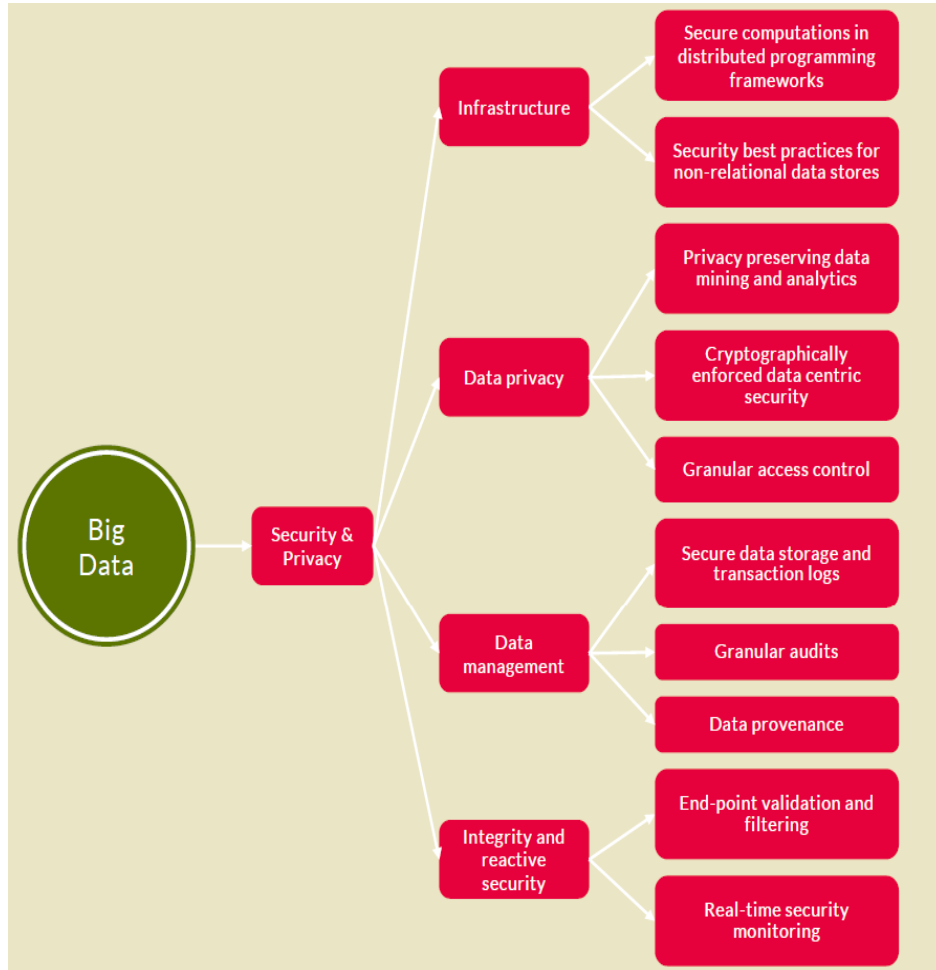 Big
Data
Security &
Privacy
Infrastructure
Secure computations in
distributed programming
frameworks
Security best practices for
non-relational data stores
Data privacy
Privacy preserving data
mining and analytics
Cryptographically
enforced data centric
security
Granular access control
Data
management
Secure data storage and
transaction logs
Granular audits
Data provenance
Integrity and
reactive
security
End-point validation and
filtering
Real-time security
monitoring